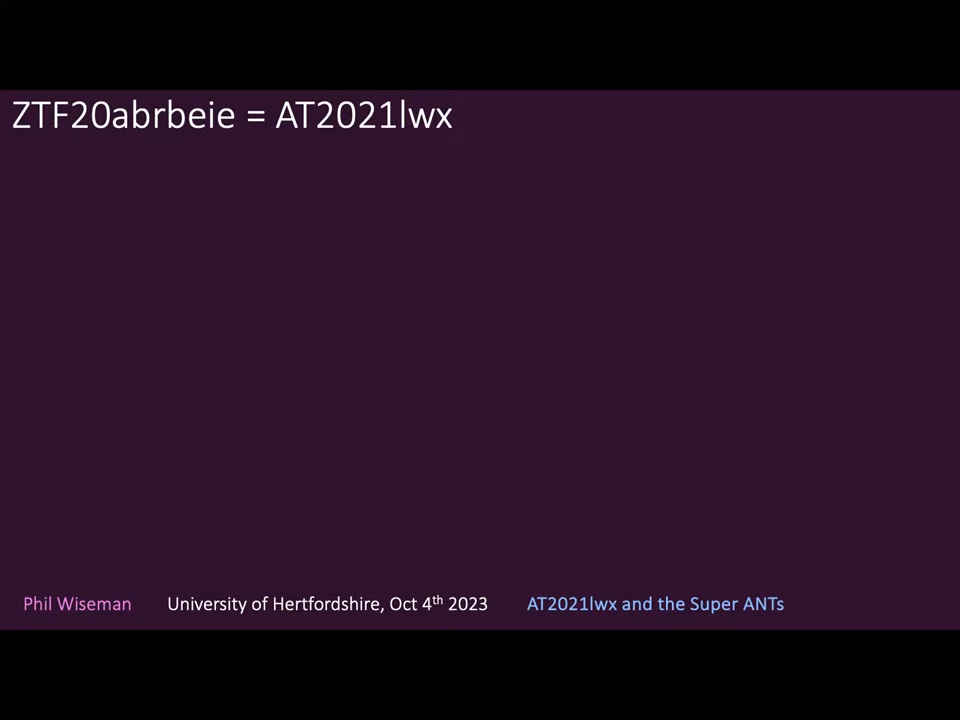 ZTF20abrbeie = AT2021lwx
Phil Wiseman University of Hertfordshire, Oct 4th 2023 AT2021lwx and the Super ANTs